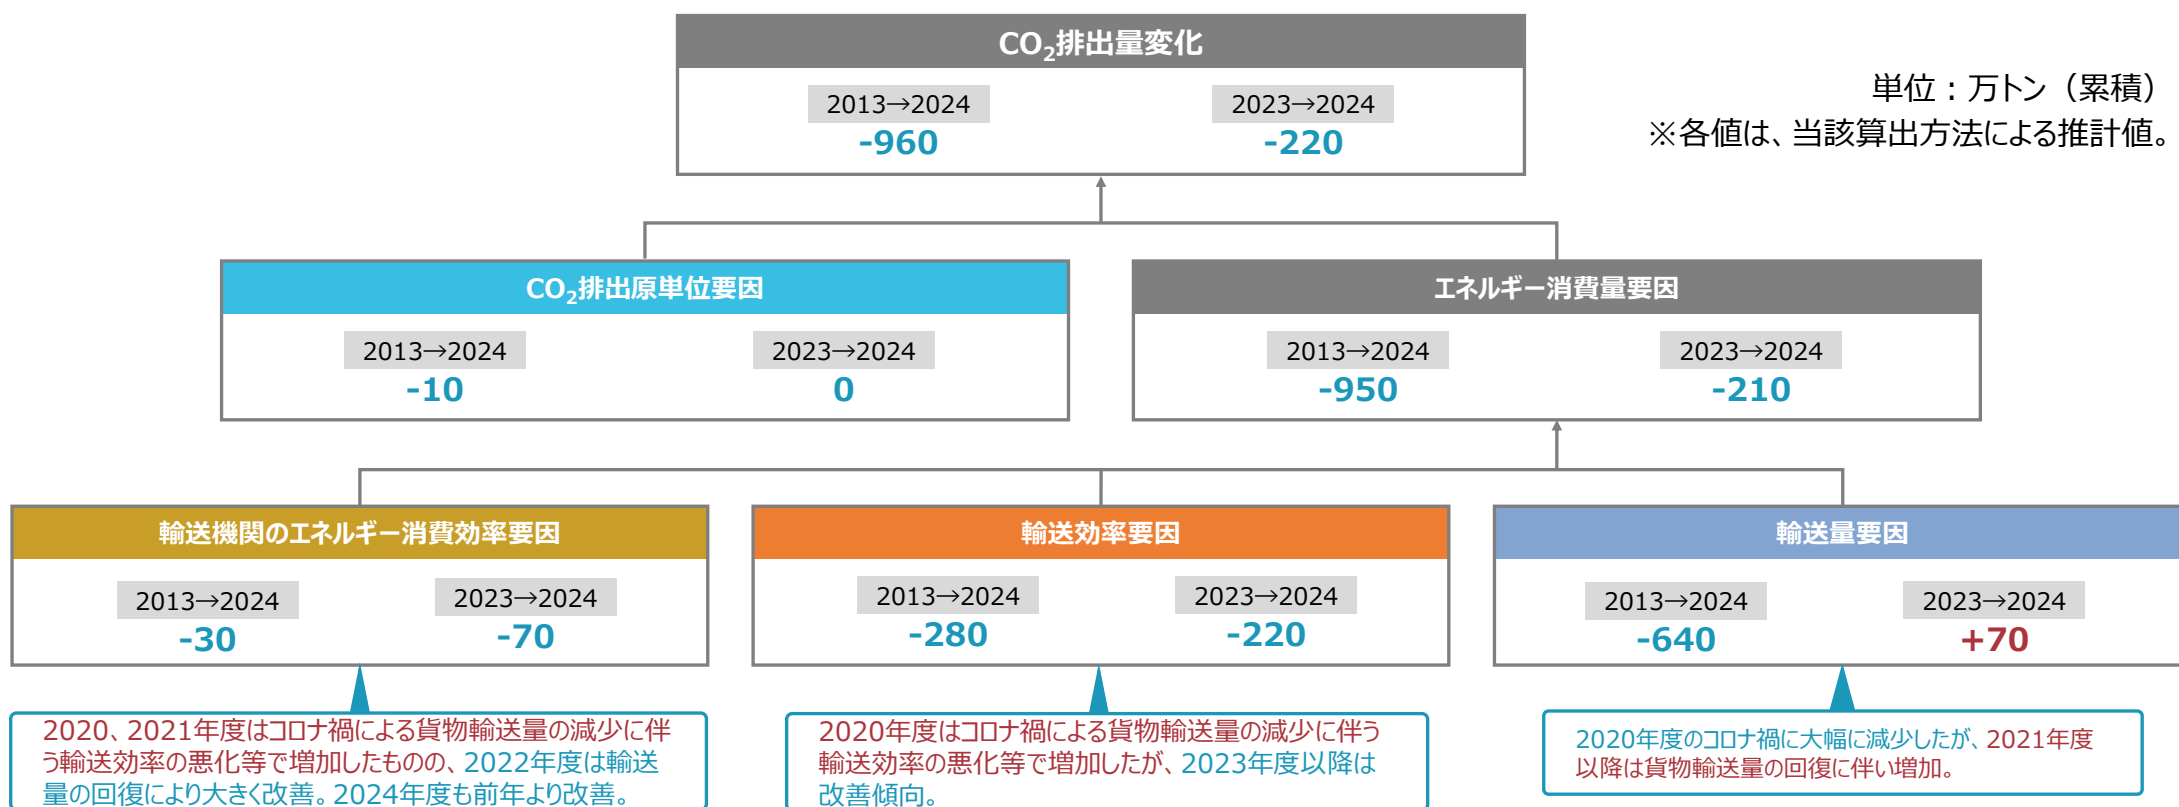 CO2排出量変化
2013→2024
2023→2024
-960
-220
単位：万トン（累積）
※各値は、当該算出方法による推計値。
CO2排出原単位要因
2013→2024
2023→2024
-10
0
エネルギー消費量要因
2013→2024
2023→2024
-950
-210
輸送機関のエネルギー消費効率要因
2013→2024
2023→2024
-30
-70
輸送効率要因
2013→2024
2023→2024
-280
-220
輸送量要因
2013→2024
2023→2024
-640
+70
2020、2021年度はコロナ禍による貨物輸送量の減少に伴
う輸送効率の悪化等で増加したものの、2022年度は輸送
量の回復により大きく改善。2024年度も前年より改善。
2020年度はコロナ禍による貨物輸送量の減少に伴う
輸送効率の悪化等で増加したが、2023年度以降は
改善傾向。
2020年度のコロナ禍に大幅に減少したが、2021年度
以降は貨物輸送量の回復に伴い増加。